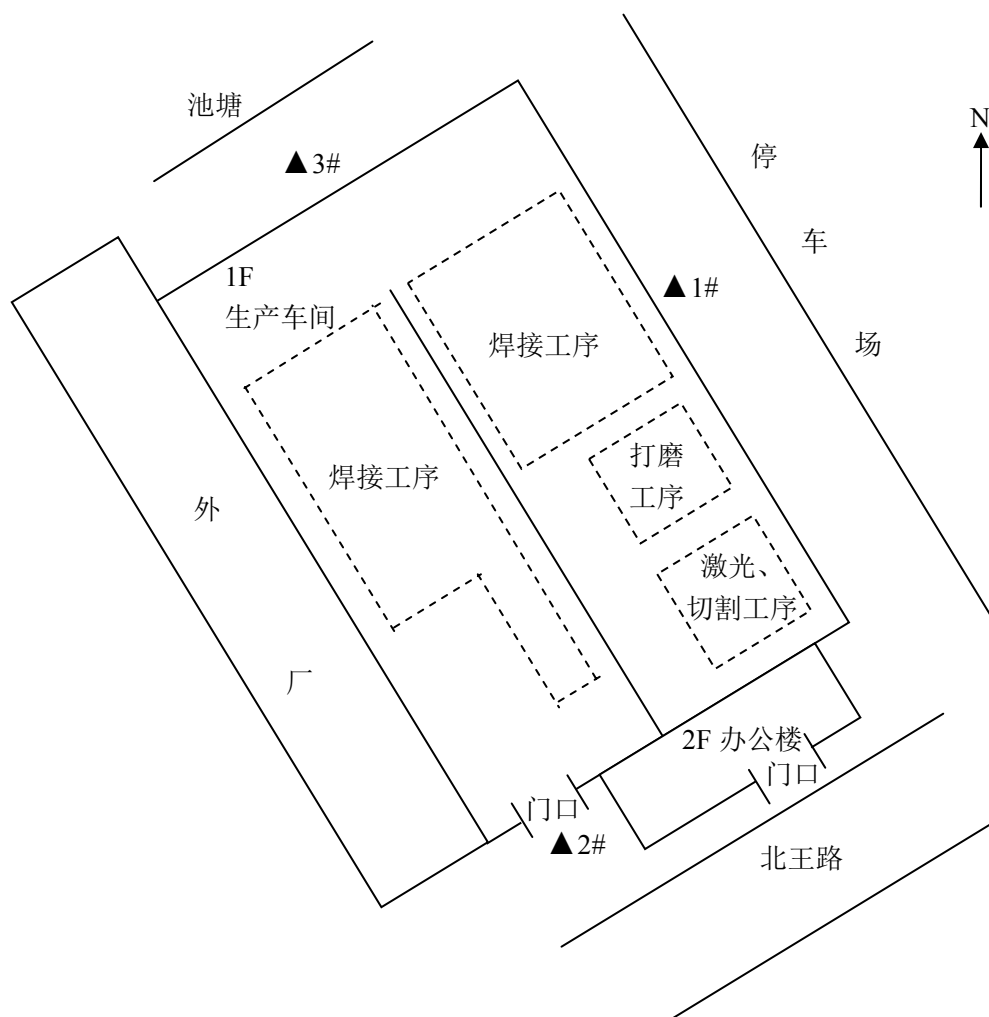 池塘
N
▲3#
停
车
场
1F
生产车间
▲1#
焊接工序
焊接工序
打磨
工序
外
厂
激光、
切割工序
2F 办公楼
门口
门口
▲2#
北王路